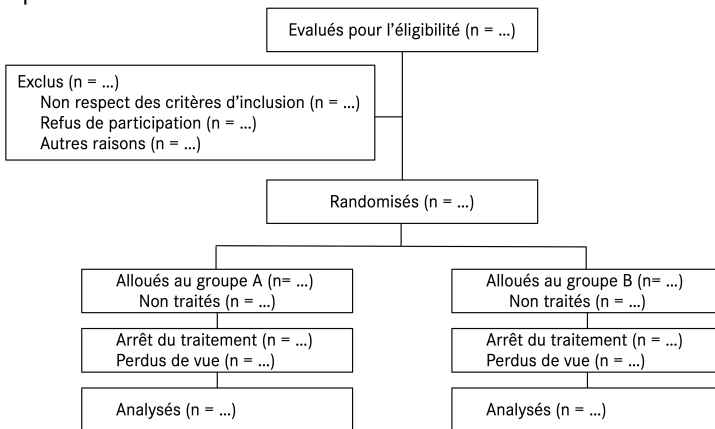 Evalués pour l'éligibilité (n = ...)
Exclus (n = ...)
Non respect des critères d'inclusion (n = ...)
Refus de participation (n = ...)
Autres raisons (n = ...)
Randomisés (n = ...)
Alloués au groupe A (n= ...)
Non traités (n = ...)
Arrêt du traitement (n = ...)
Perdus de vue (n = ...)
Analysés (n = ...)
Alloués au groupe B (n= ...)
Non traités (n = ...)
Arrêt du traitement (n = ...)
Perdus de vue (n = ...)
Analysés (n = ...)